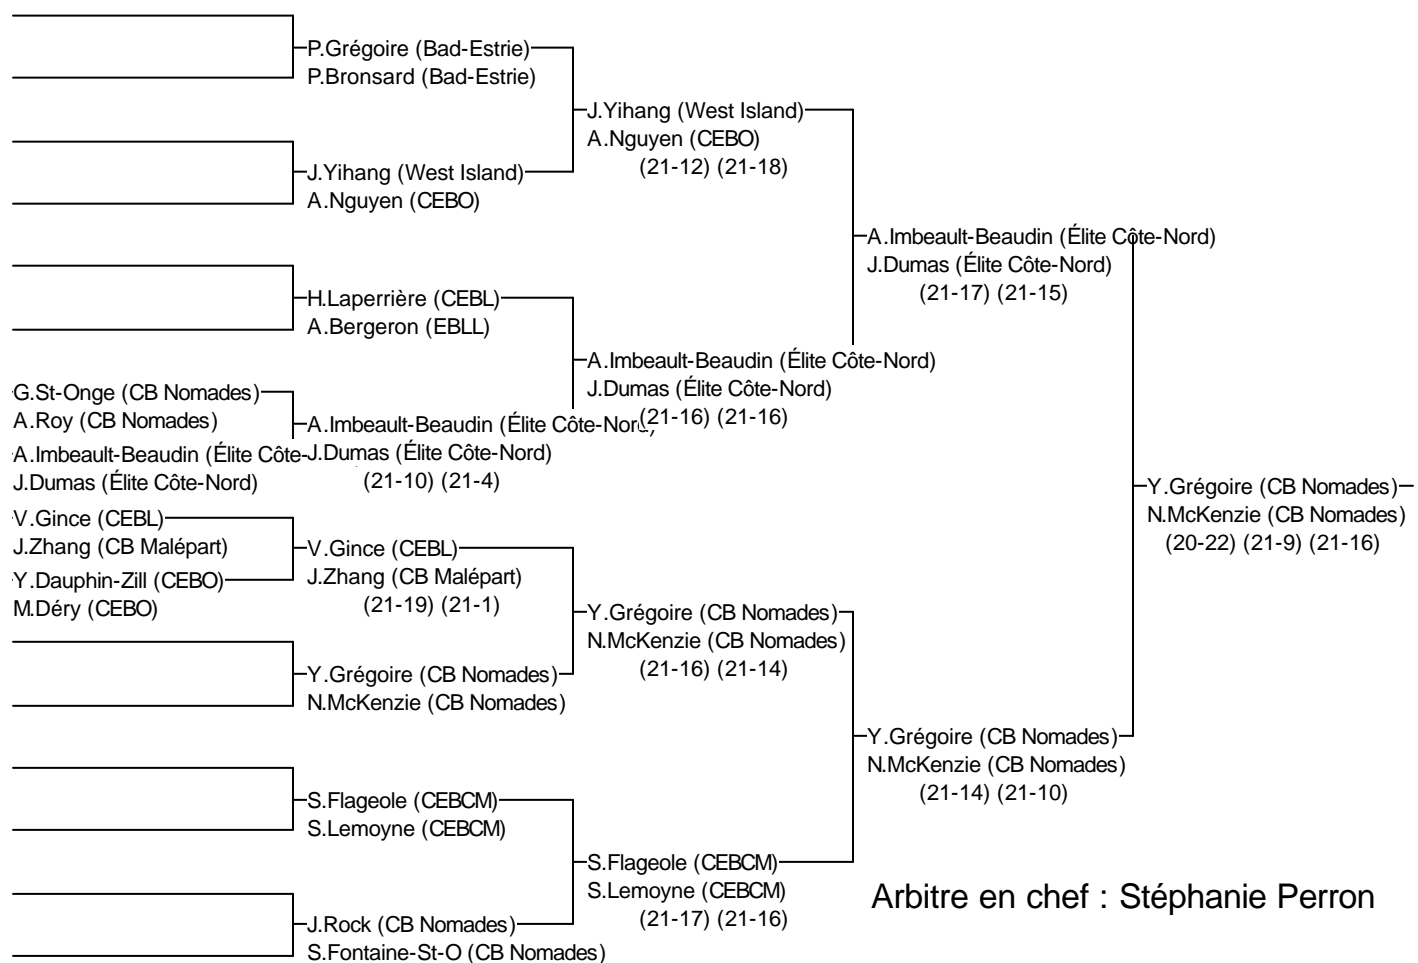 P.Grégoire (Bad-Estrie)
P.Bronsard (Bad-Estrie)
J.Yihang (West Island)
A.Nguyen (CEBO)
(21-12) (21-18)
J.Yihang (West Island)
A.Nguyen (CEBO)
A.Imbeault-Beaudin (Élite Côte-Nord)
J.Dumas (Élite Côte-Nord)
(21-17) (21-15)
H.Laperrière (CEBL)
A.Bergeron (EBLL)
A.Imbeault-Beaudin (Élite Côte-Nord)
J.Dumas (Élite Côte-Nord)
(21-16) (21-16)
G.St-Onge (CB Nomades)
A.Roy (CB Nomades)
A.Imbeault-Beaudin (Élite Côte-Nord)
J.Dumas (Élite Côte-Nord)
(21-10) (21-4)
A.Imbeault-Beaudin (Élite Côte-
J.Dumas (Élite Côte-Nord)
Y.Grégoire (CB Nomades)
N.McKenzie (CB Nomades)
(20-22) (21-9) (21-16)
V.Gince (CEBL)
J.Zhang (CB Malépart)
V.Gince (CEBL)
J.Zhang (CB Malépart)
(21-19) (21-1)
Y.Dauphin-Zill (CEBO)
M.Déry (CEBO)
Y.Grégoire (CB Nomades)
N.McKenzie (CB Nomades)
(21-16) (21-14)
Y.Grégoire (CB Nomades)
N.McKenzie (CB Nomades)
Y.Grégoire (CB Nomades)
N.McKenzie (CB Nomades)
(21-14) (21-10)
S.Flageole (CEBCM)
S.Lemoyne (CEBCM)
S.Flageole (CEBCM)
S.Lemoyne (CEBCM)
(21-17) (21-16)
Arbitre en chef : Stéphanie Perron
J.Rock (CB Nomades)
S.Fontaine-St-O (CB Nomades)